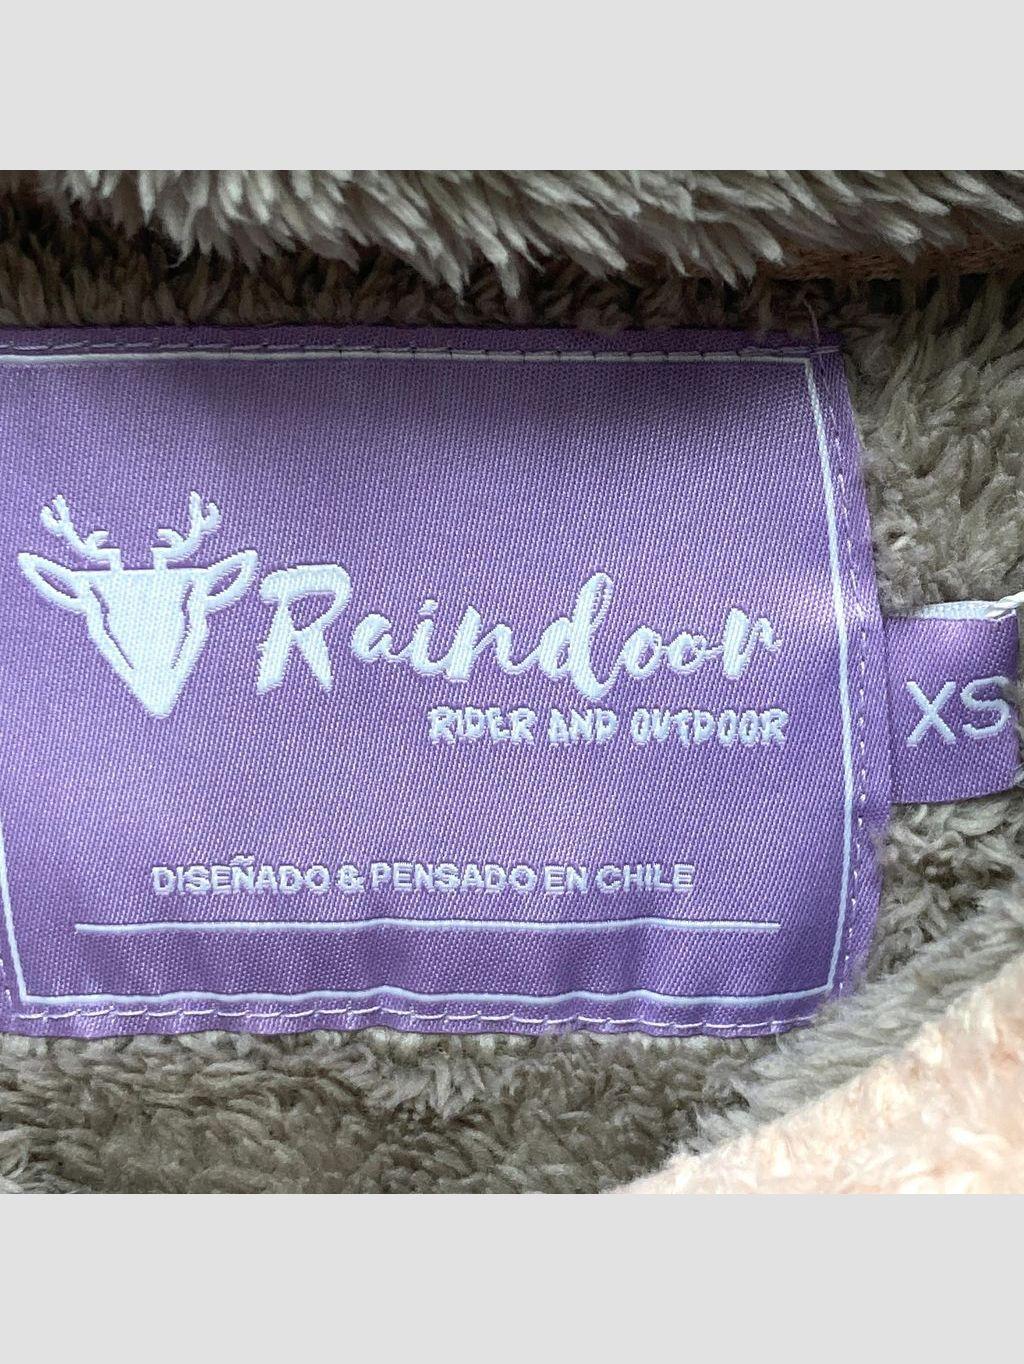 Raindoor
RIDER AND OUTDOOR
XS
DISEÑADO & PENSADO EN CHILE